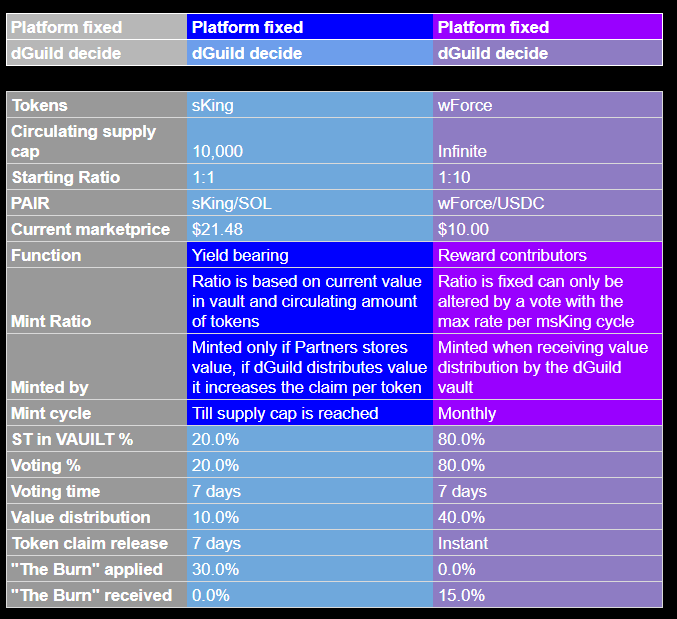 Platform fixed Platform fixed Platform fixed
dGuild decide dGuild decide dGuild decide
Tokens sKing wForce
Circulating supply
cap 10,000 Infinite
Starting Ratio 1:1 1:10
PAIR sKing/SOL wForce/USDC
Current marketprice $21.48 $10.00
Function Yield bearing Reward contributors
Ratio is based on current value Ratio is fixed can only be
in vault and circulating amount altered by a vote with the
Mint Ratio of tokens max rate per msKing cycle
Minted only if Partners stores Minted when receiving value
value, if dGuild distributes value distribution by the dGuild
Minted by it increases the claim per token vault
Mint cycle Till supply cap is reached Monthly
ST in VAUILT % 20.0% 80.0%
Voting % 20.0% 80.0%
Voting time 7 days 7 days
Value distribution 10.0% 40.0%
Token claim release 7 days Instant
"The Burn" applied 30.0% 0.0%
"The Burn" received 0.0% 15.0%